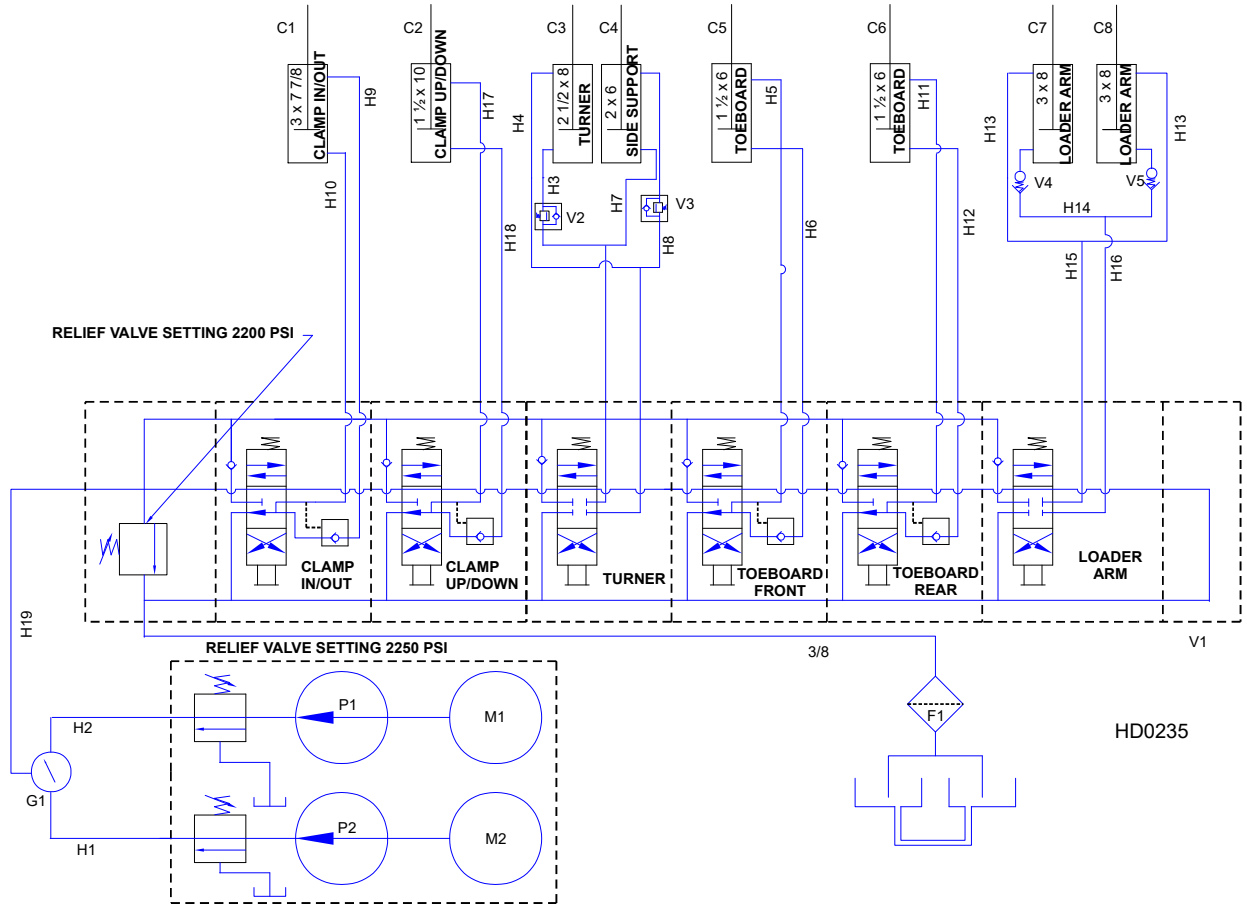 C1
C2
C3
C4
C5
C6
C7
C8
3 x 7 7/8
CLAMP IN/OUT
H9
1 ½ x 10
CLAMP UP/DOWN
H17
H4
2 1/2 x 8
TURNER
2 x 6
SIDE SUPPORT
1 ½ x 6
TOEBOARD
H5
1 ½ x 6
TOEBOARD
H11
H13
3 x 8
LOADER ARM
3 x 8
LOADER ARM
H13
H10
H18
H3
V2
H7
V3
H8
H6
H12
V4
V5
H14
H15
H16
RELIEF VALVE SETTING 2200 PSI
CLAMP
IN/OUT
CLAMP
UP/DOWN
TURNER
TOEBOARD
FRONT
TOEBOARD
REAR
LOADER
ARM
H19
V1
RELIEF VALVE SETTING 2250 PSI
3/8
P1
M1
H2
F1
HD0235
G1
P2
M2
H1